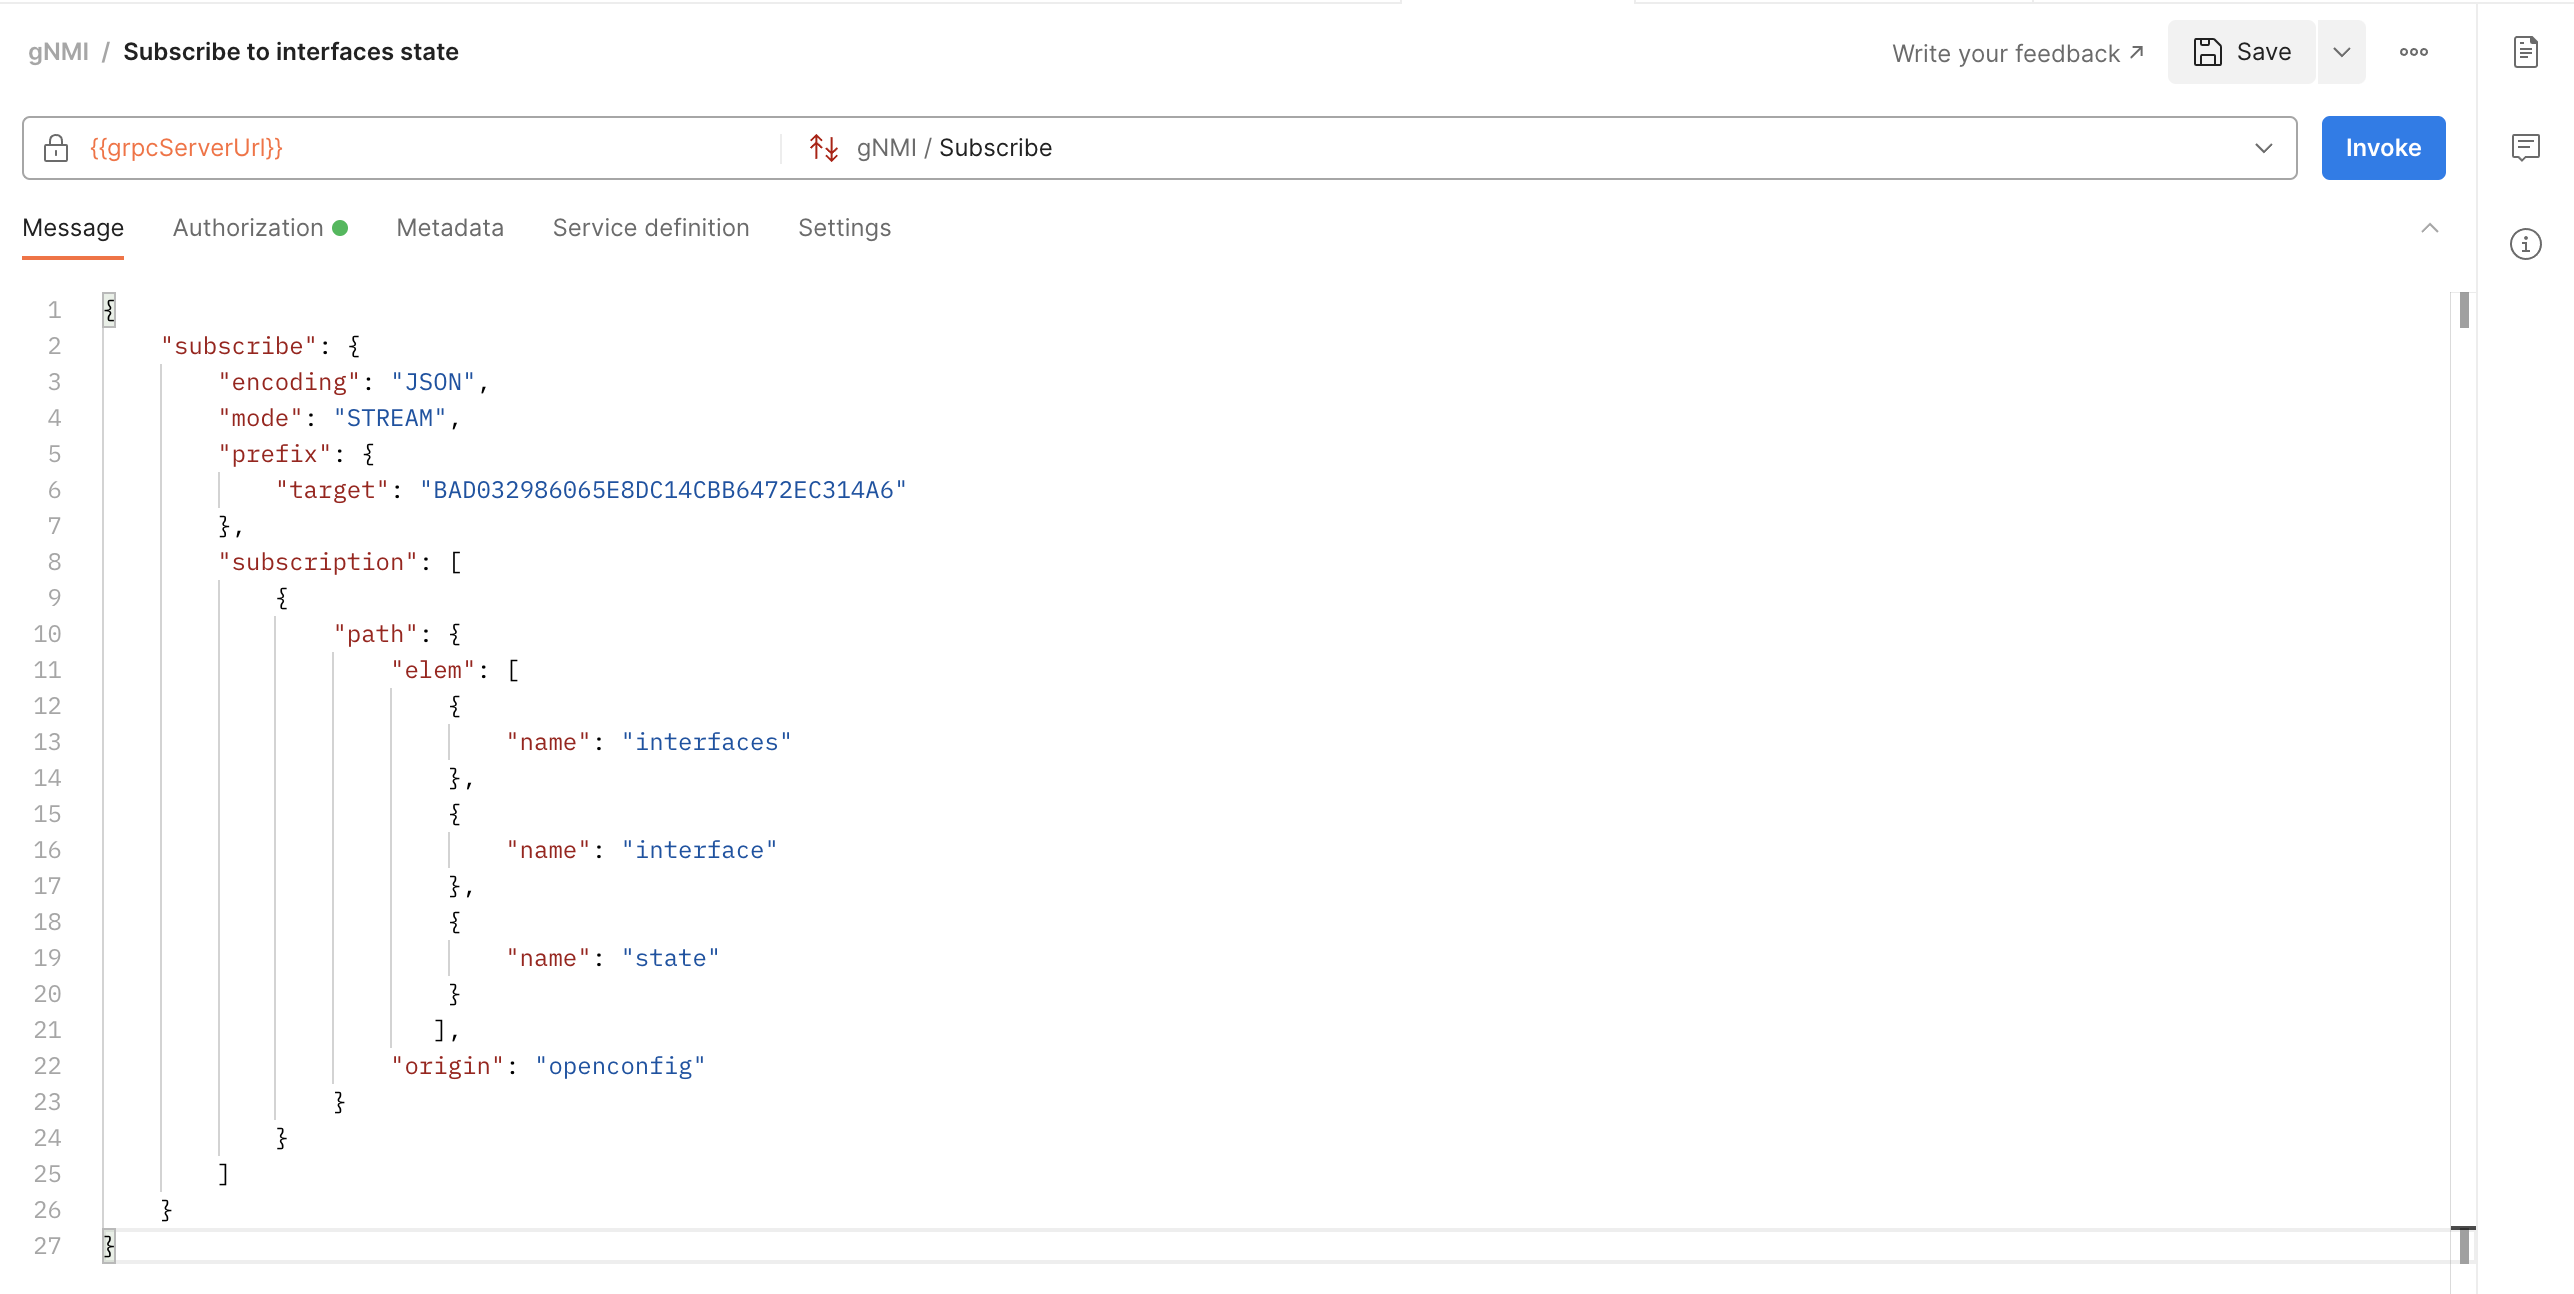 gNMI / Subscribe to interfaces state
Write your feedback ↗
Save
{{grpcServerUrl}}
gNMI / Subscribe
Invoke
Message
Authorization
Metadata
Service definition
Settings
1 {
2 "subscribe": {
3 "encoding": "JSON",
4 "mode": "STREAM",
5 "prefix": {
6 "target": "BAD032986065E8DC14CBB6472EC314A6"
7 },
8 "subscription": [
9 {
10 "path": {
11 "elem": [
12 {
13 "name": "interfaces"
14 },
15 {
16 "name": "interface"
17 },
18 {
19 "name": "state"
20 }
21 ],
22 "origin": "openconfig"
23 }
24 }
25 ]
26 }
27 }